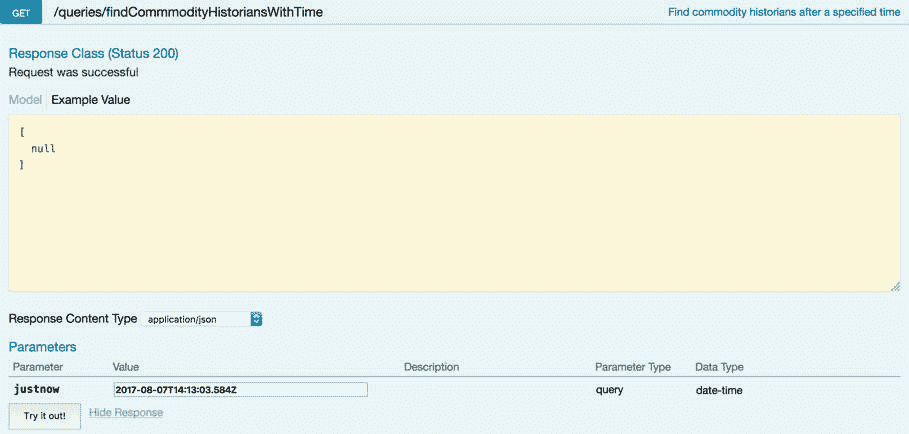 GET /queries/findCommmodityHistoriansWithTime Find commodity historians after a specified time
Response Class (Status 200)
Request was successful
Model Example Value
[
null
]
Response Content Type application/json
Parameters
Parameter Value Description Parameter Type Data Type
justnow 2017-08-07T14:13:03.584Z query date-time
Try it out! Hide Response